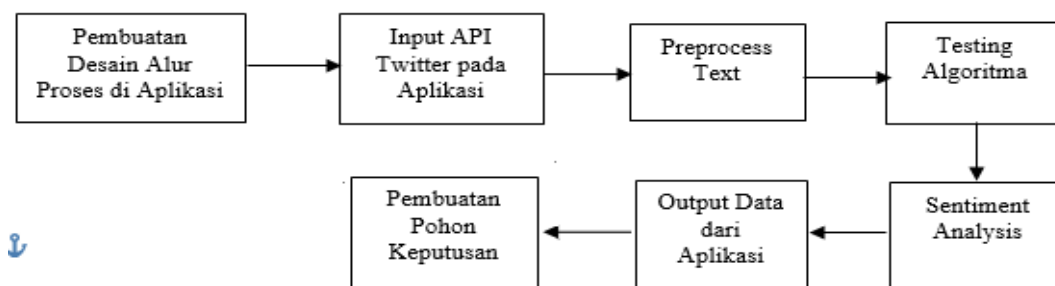 Pembuatan
Desain Alur
Proses di Aplikasi
Input API
Twitter pada
Aplikasi
Preprocess
Text
Testing
Algoritma
Sentiment
Analysis
Output Data
dari
Aplikasi
Pembuatan
Pohon
Keputusan